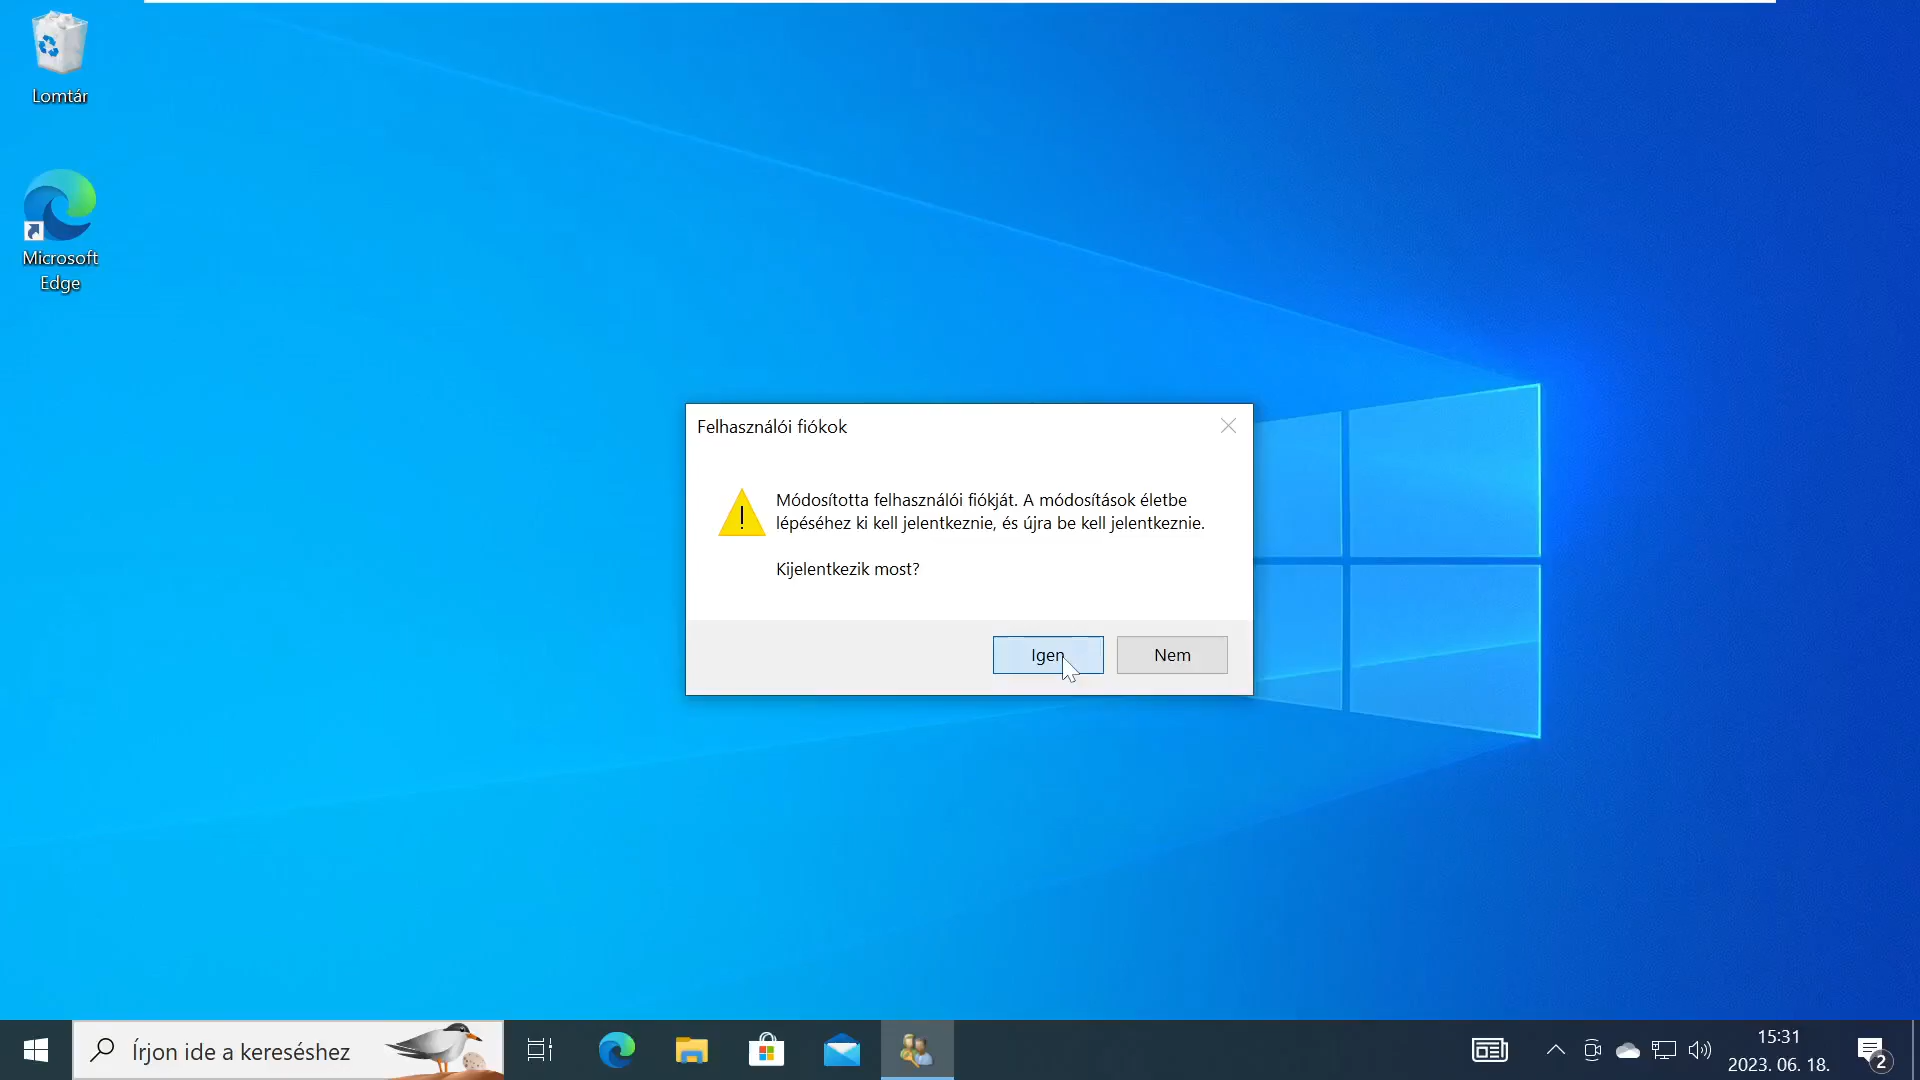 Lomtár
Microsoft
Edge
Felhasználói fiókok
Módosította felhasználói fiókját. A módosítások életbe
lépéséhez ki kell jelentkeznie, és újra be kell jelentkeznie.
Kijelentkezik most?
Igen
Nem
Írjon ide a kereséshez
15:31
2023. 06. 18.
2